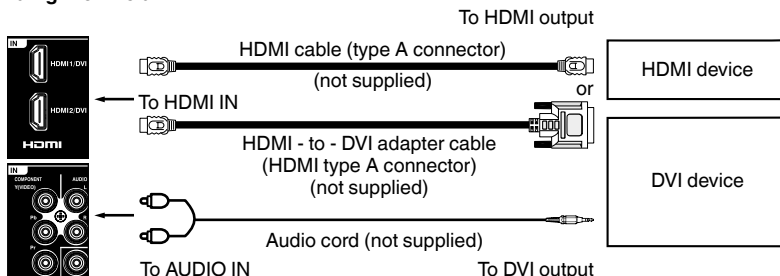 To HDMI output
IN
HDMI 1/DVI
HDMI cable (type A connector)
(not supplied)
HDMI device
or
To HDMI IN
HDMI2/DVI
HDMI
HDMI - to - DVI adapter cable
(HDMI type A connector)
(not supplied)
DVI device
IN
COMPONENT
AUDIO
Y(VIDEO)
L
Pb
R
Pr
Audio cord (not supplied)
To AUDIO IN
To DVI output